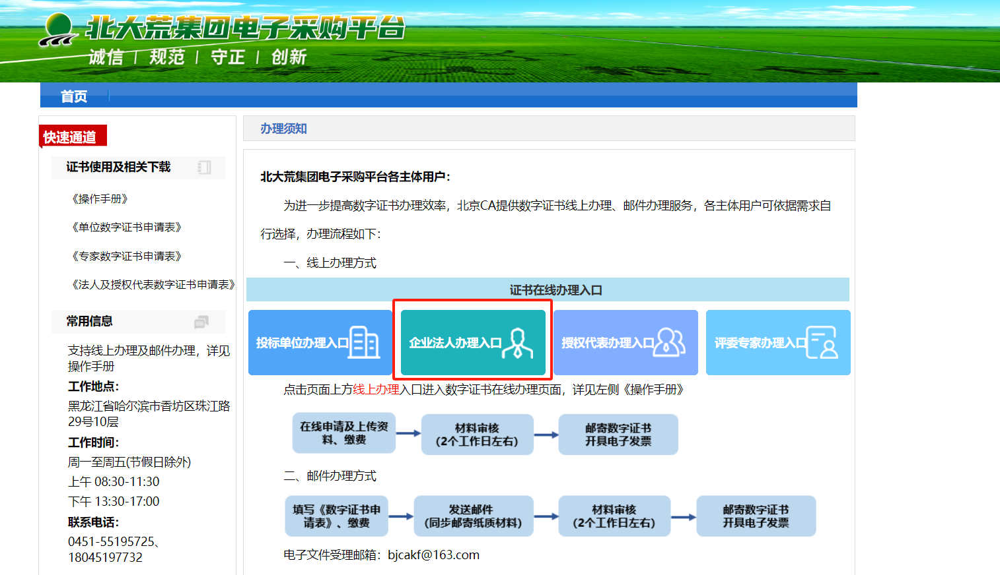 北大荒集团电子采购平台
诚信 | 规范 | 守正 | 创新
首页
快速通道
证书使用及相关下载
《操作手册》
《单位数字证书申请表》
《专家数字证书申请表》
《法人及授权代表数字证书申请表》
常用信息
支持线上办理及邮件办理，详见
操作手册
工作地点：
黑龙江省哈尔滨市香坊区珠江路
29号10层
工作时间：
周一至周五(节假日除外)
上午 08:30-11:30
下午 13:30-17:00
联系电话：
0451-55195725、
18045197732
办理须知
北大荒集团电子采购平台各主体用户：
为进一步提高数字证书办理效率，北京CA提供数字证书线上办理、邮件办理服务，各主体用户可依据需求自
行选择，办理流程如下：
一、线上办理方式
证书在线办理入口
投标单位办理入口
企业法人办理入口
授权代表办理入口
评委专家办理入口
点击页面上方线上办理入口进入数字证书在线办理页面，详见左侧《操作手册》
在线申请及上传资
料、缴费
材料审核
(2个工作日左右)
邮寄数字证书
开具电子发票
二、邮件办理方式
填写《数字证书申
请表》、缴费
发送邮件
(同步邮寄纸质材料)
材料审核
(2个工作日左右)
邮寄数字证书
开具电子发票
电子文件受理邮箱：bjcakf@163.com